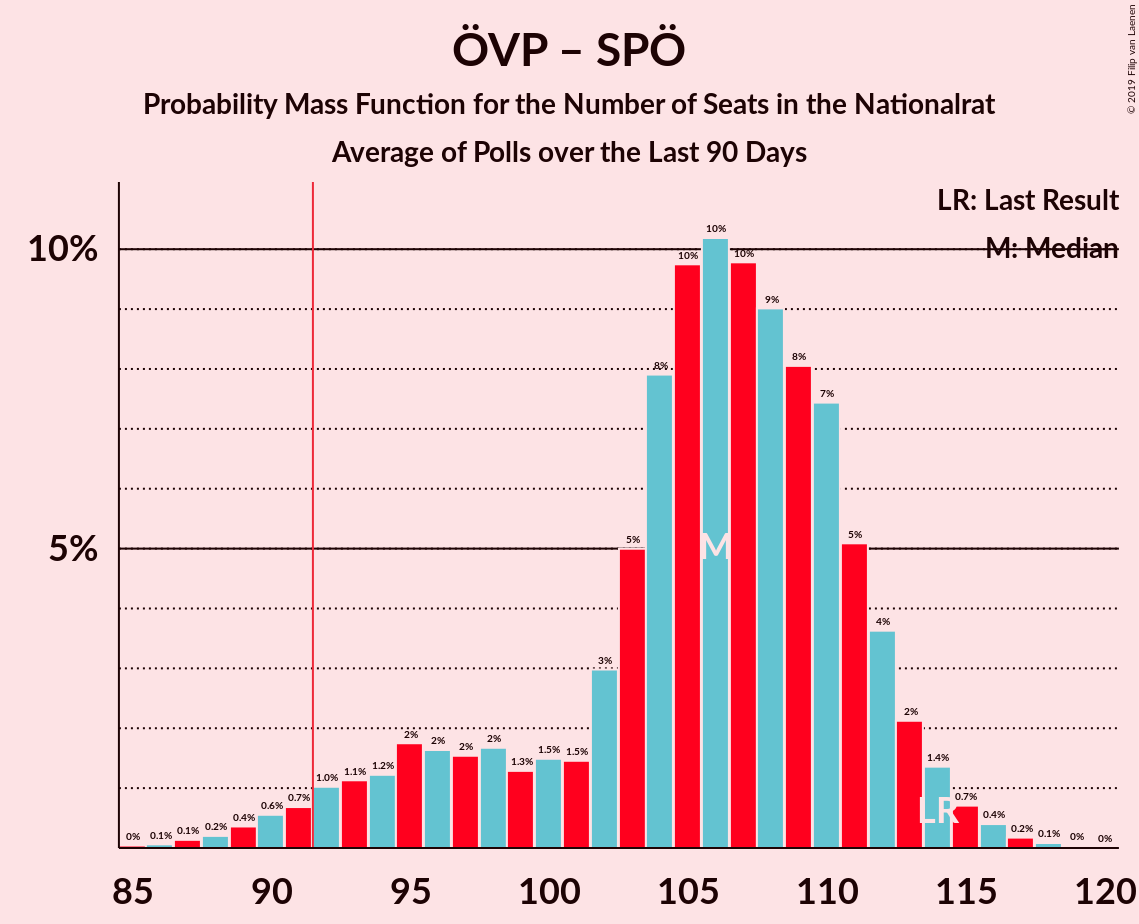 ÖVP – SPÖ
Probability Mass Function for the Number of Seats in the Nationalrat
Average of Polls over the Last 90 Days
© 2019 Filip van Laenen
LR: Last Result
M: Median
10%
5%
0% 0.1% 0.1% 0.2% 0.4% 0.6% 0.7% 1.0% 1.1% 1.2% 2% 2% 2% 2% 1.3% 1.5% 1.5% 3% 5% 8% 10% 10% 10% 9% 8% 7% 5% 4% 2% 1.4% 0.7% 0.4% 0.2% 0.1% 0% 0%
M
LR
85 90 95 100 105 110 115 120